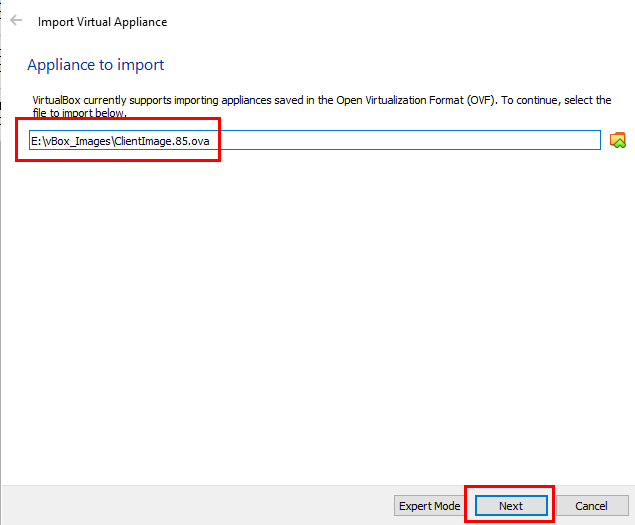 Import Virtual Appliance
Appliance to import
VirtualBox currently supports importing appliances saved in the Open Virtualization Format (OVF). To continue, select the
file to import below.
E:\vBox_Images\ClientImage.85.ova
Expert Mode
Next
Cancel